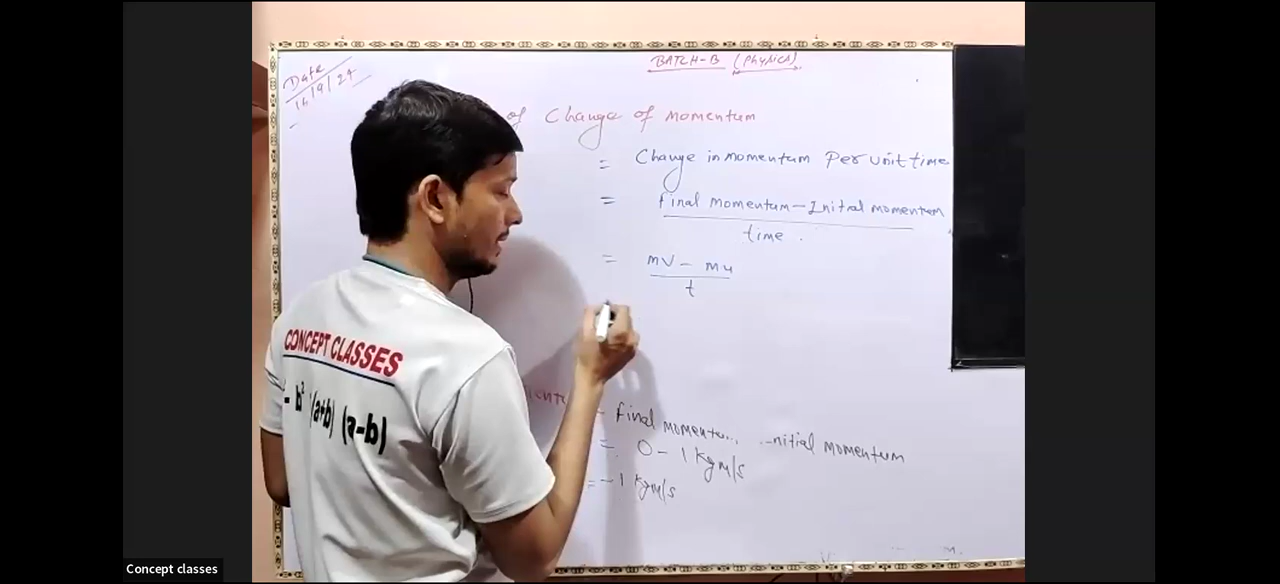 BATCH-B (Physics)
Date
16/9/24
of Change of momentum
= Change in momentum Per unit time
= Final momentum - Initial momentum
time
= mv - mu
t
CONCEPT CLASSES
- b² (a+b) (a-b)
Final momentum nitial momentum
= 0 - 1 kgm/s
= -1 kgm/s
Concept classes